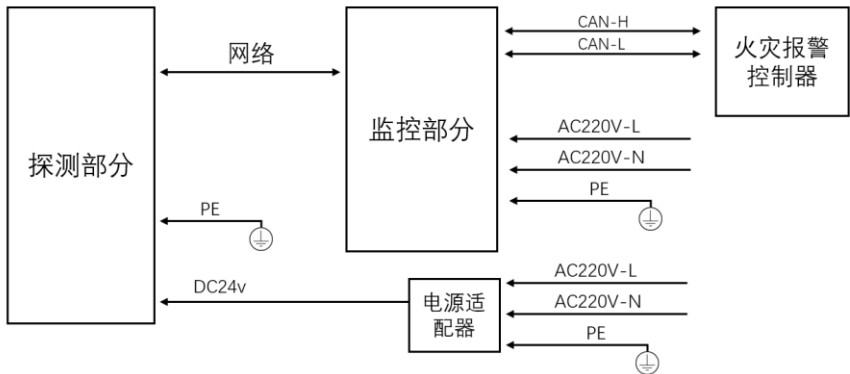 CAN-H
CAN-L
火灾报警
控制器
网络
监控部分
探测部分
AC220V-L
AC220V-N
PE
PE
DC24v
电源适
配器
AC220V-L
AC220V-N
PE